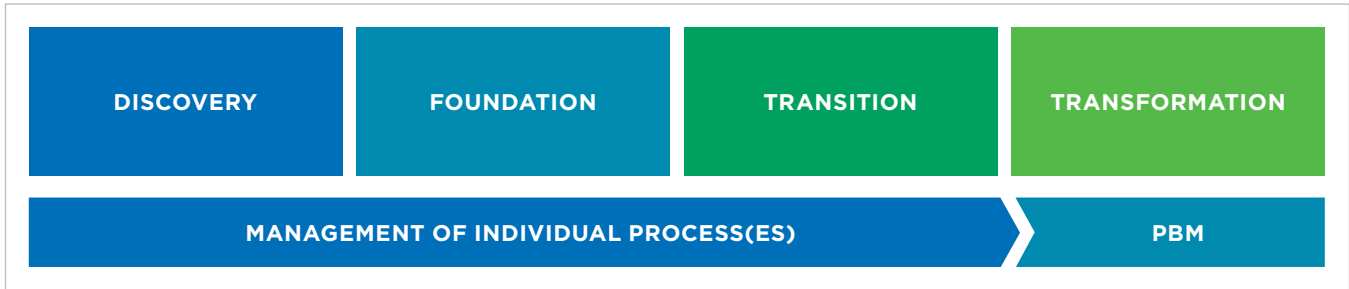 DISCOVERY
FOUNDATION
TRANSITION
TRANSFORMATION
MANAGEMENT OF INDIVIDUAL PROCESS(ES)
PBM